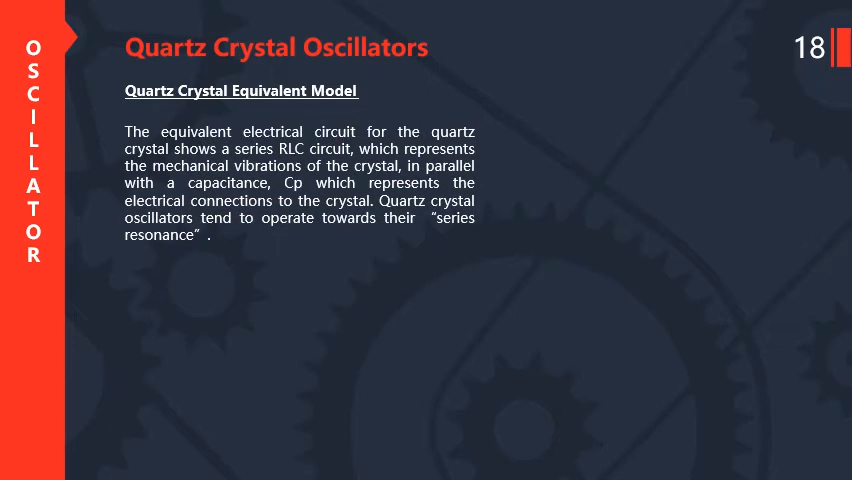 OSCILLATOR
Quartz Crystal Oscillators
18
Quartz Crystal Equivalent Model
The equivalent electrical circuit for the quartz
crystal shows a series RLC circuit, which represents
the mechanical vibrations of the crystal, in parallel
with a capacitance, Cp which represents the
electrical connections to the crystal. Quartz crystal
oscillators tend to operate towards their “series
resonance” .